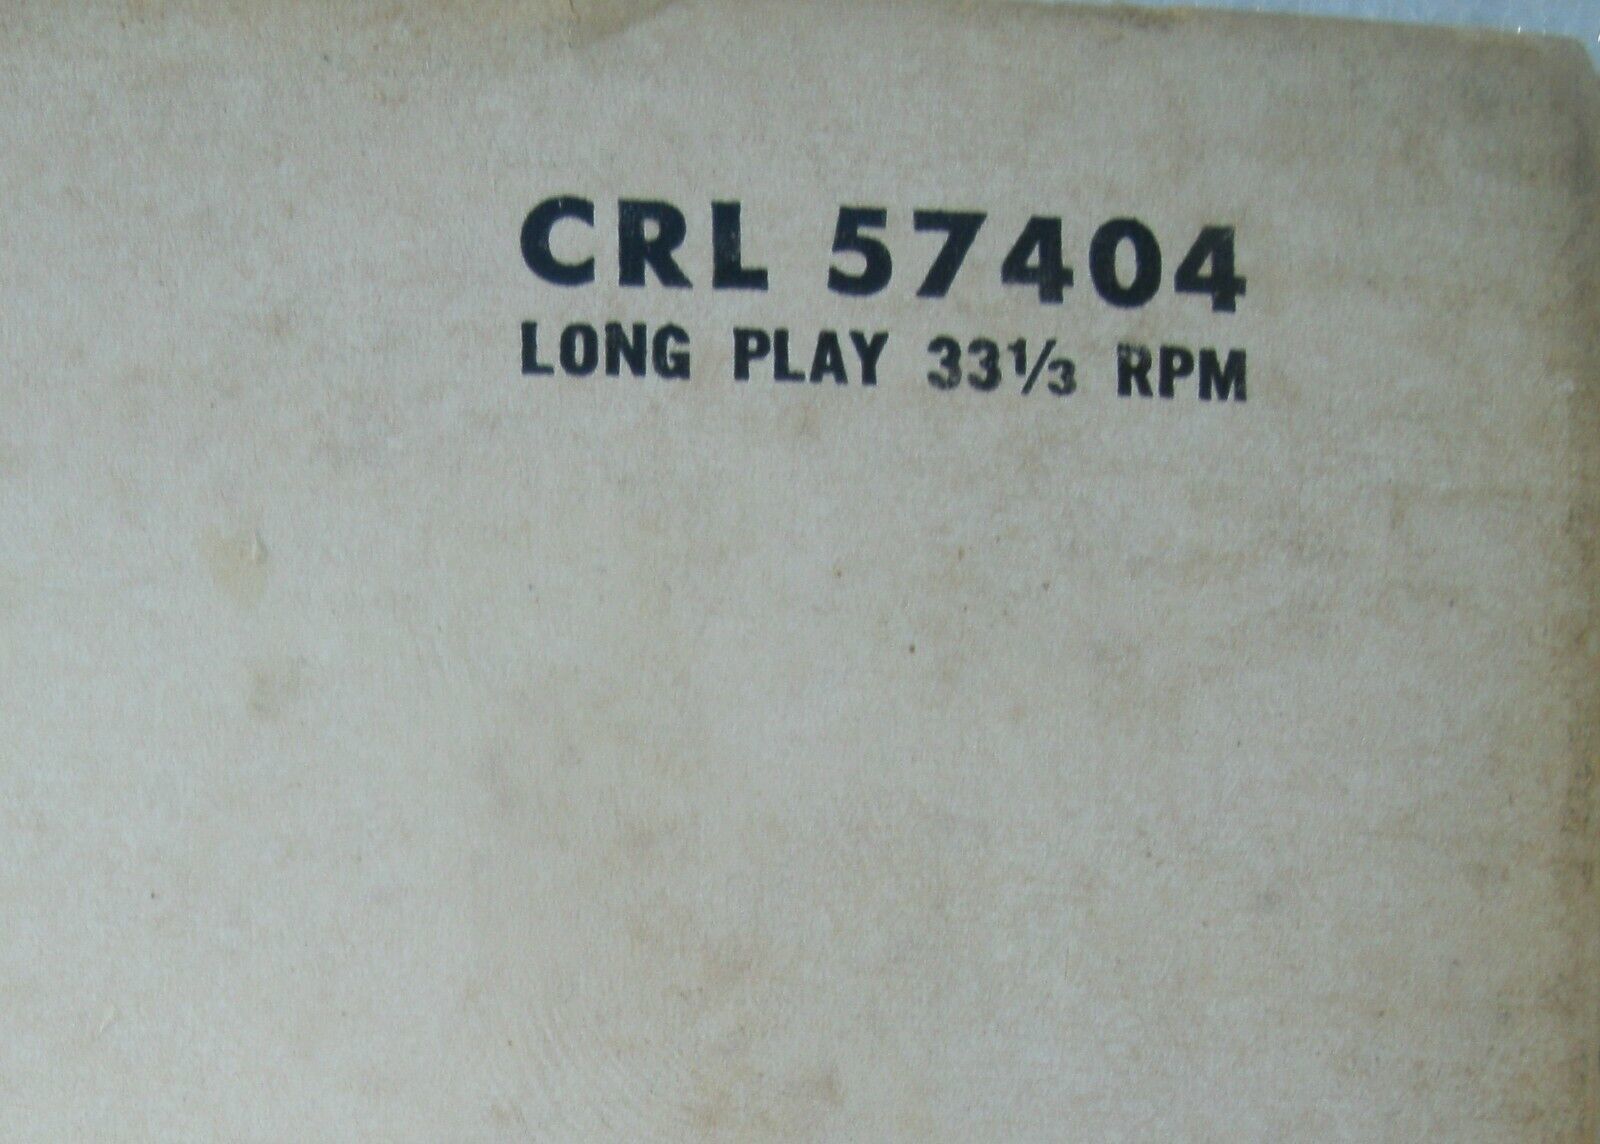 CRL 57404
LONG PLAY 33⅓ RPM